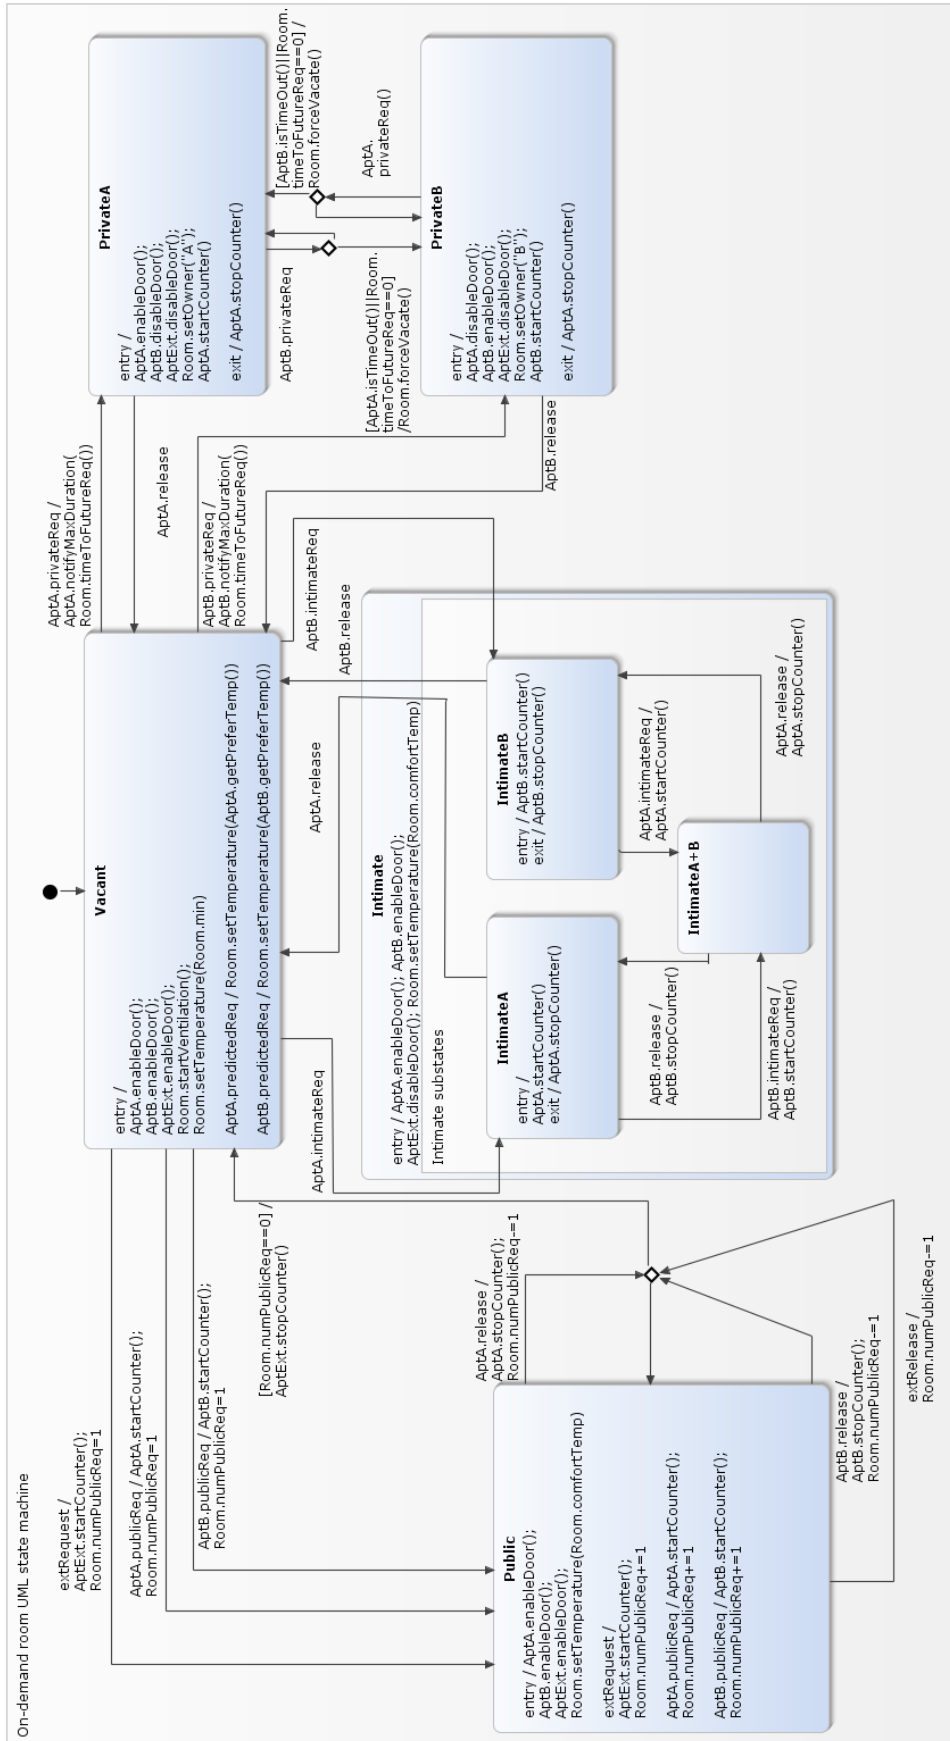 On-demand room UML state machine
extRequest /
AptExt.startCounter();
Room.numPublicReq=1
AptA.publicReq / AptA.startCounter();
Room.numPublicReq=1
AptB.publicReq / AptB.startCounter();
Room.numPublicReq=1
[Room.numPublicReq==0] /
AptExt.stopCounter()
Public
entry / AptA.enableDoor();
AptB.enableDoor();
AptExt.enableDoor();
Room.setTemperature(Room.comfortTemp)
extRequest /
AptExt.startCounter();
Room.numPublicReq+=1
AptA.publicReq / AptA.startCounter();
Room.numPublicReq+=1
AptB.publicReq / AptB.startCounter();
Room.numPublicReq+=1
AptA.release /
AptA.stopCounter();
Room.numPublicReq-=1
AptB.release /
AptB.stopCounter();
Room.numPublicReq-=1
extRelease /
Room.numPublicReq-=1
Vacant
entry /
AptA.enableDoor();
AptB.enableDoor();
AptExt.enableDoor();
Room.startVentilation();
Room.setTemperature(Room.min)
AptA.predictedReq / Room.setTemperature(AptA.getPreferTemp())
AptB.predictedReq / Room.setTemperature(AptB.getPreferTemp())
AptA.intimateReq
AptA.release
AptB.release
AptB.intimateReq
Intimate
entry / AptA.enableDoor(); AptB.enableDoor();
AptExt.disableDoor(); Room.setTemperature(Room.comfortTemp)
Intimate substates
IntimateA
entry /
AptA.startCounter()
exit / AptA.stopCounter()
IntimateB
entry / AptB.startCounter()
exit / AptB.stopCounter()
AptB.release /
AptB.stopCounter()
AptA.intimateReq /
AptA.startCounter()
IntimateA+B
AptB.intimateReq /
AptB.startCounter()
AptA.release /
AptA.stopCounter()
AptA.privateReq /
AptA.notifyMaxDuration(
Room.timeToFutureReq())
AptA.release
AptB.privateReq /
AptB.notifyMaxDuration(
Room.timeToFutureReq())
AptB.release
PrivateA
entry /
AptA.enableDoor();
AptB.disableDoor();
AptExt.disableDoor();
Room.setOwner("A");
AptA.startCounter()
exit / AptA.stopCounter()
AptB.privateReq
[AptB.isTimeOut()||Room.
timeToFutureReq==0] /
Room.forceVacate()
[AptA.isTimeOut()||Room.
timeToFutureReq==0]
/Room.forceVacate()
AptA.
privateReq()
PrivateB
entry /
AptA.disableDoor();
AptB.enableDoor();
AptExt.disableDoor();
Room.setOwner("B");
AptB.startCounter()
exit / AptA.stopCounter()